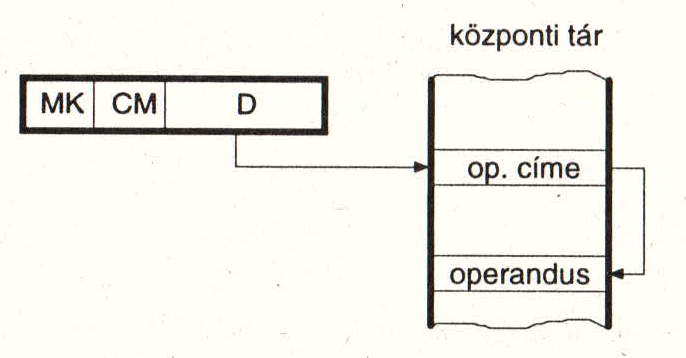 központi tár
MK CM D
op. címe
operandus